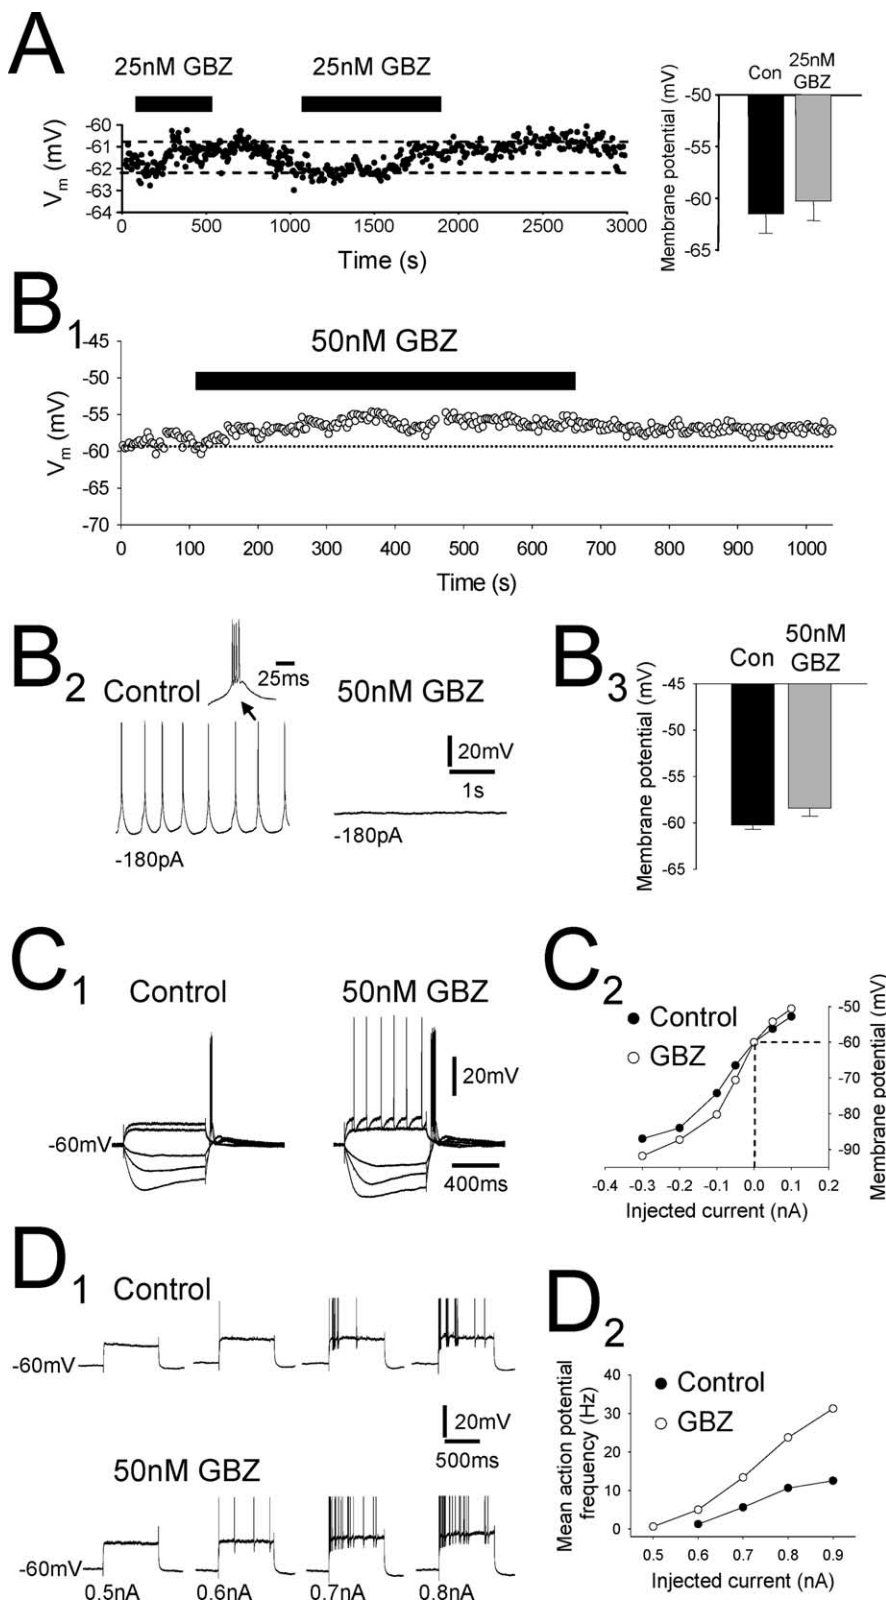 A
25nM GBZ
25nM GBZ
-60
-61
-62
-63
-64
Vm (mV)
0 500 1000 1500 2000 2500 3000
Time (s)
Con
25nM
GBZ
-50
-55
-60
-65
Membrane potential (mV)
B1
50nM GBZ
-45
-50
-55
-60
-65
-70
Vm (mV)
0 100 200 300 400 500 600 700 800 900 1000
Time (s)
B2
Control
25ms
50nM GBZ
20mV
1s
-180pA
-180pA
B3
Con
50nM
GBZ
-45
-50
-55
-60
-65
Membrane potential (mV)
C1
Control
50nM GBZ
20mV
-60mV
400ms
C2
Control
GBZ
-50
-60
-70
-80
-90
Membrane potential (mV)
-0.4 -0.3 -0.2 -0.1 0.0 0.1 0.2
Injected current (nA)
D1
Control
-60mV
20mV
500ms
50nM GBZ
-60mV
0.5nA 0.6nA 0.7nA 0.8nA
D2
Control
GBZ
40
30
20
10
0
Mean action potential
frequency (Hz)
0.5 0.6 0.7 0.8 0.9
Injected current (nA)